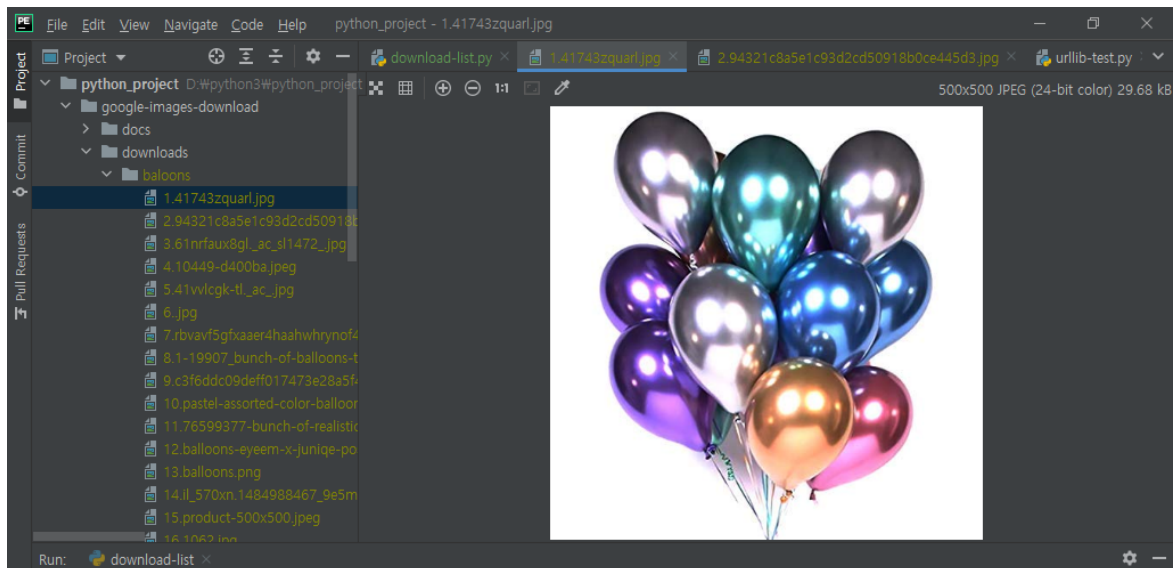 PE File Edit View Navigate Code Help python_project - 1.41743zquarl.jpg
Project download-list.py 1.41743zquarl.jpg 2.94321c8a5e1c93d2cd50918b0ce445d3.jpg urllib-test.py
Project
Commit
Pull Requests
python_project D:₩python3₩python_project
1:1 500x500 JPEG (24-bit color) 29.68 kB
google-images-download
docs
downloads
baloons
1.41743zquarl.jpg
2.94321c8a5e1c93d2cd50918b
3.61nrfaux8gl._ac_sl1472_.jpg
4.10449-d400ba.jpeg
5.41vvlcgk-tl._ac_.jpg
6..jpg
7.rbvavf5gfxaaer4haahwhrynof4
8.1-19907_bunch-of-balloons-t
9.c3f6ddc09deff017473e28a5f4
10.pastel-assorted-color-balloor
11.76599377-bunch-of-realistic
12.balloons-eyeem-x-juniqe-po
13.balloons.png
14.il_570xn.1484988467_9e5m
15.product-500x500.jpeg
Run: download-list